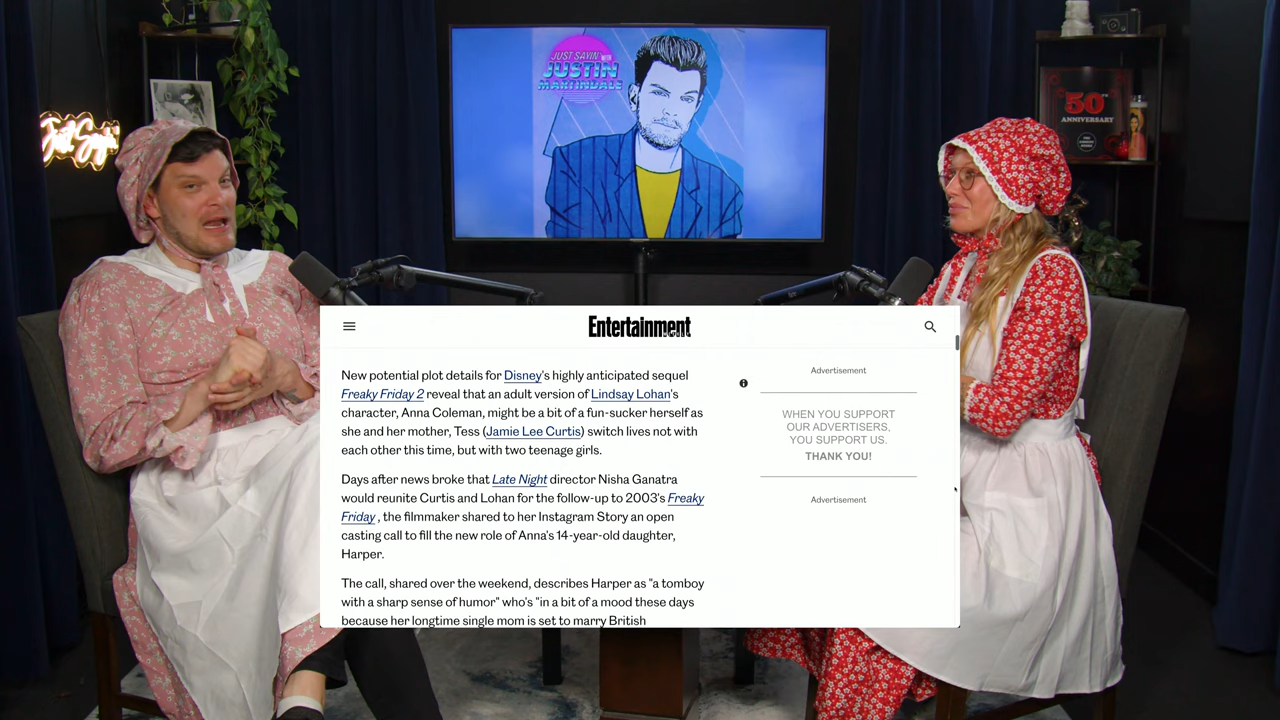 JUST SAYIN' WITH
JUSTIN
MARTINDALE
Just Sayin
50
ANNIVERSARY
Entertainment
New potential plot details for Disney's highly anticipated sequel
Freaky Friday 2 reveal that an adult version of Lindsay Lohan's
character, Anna Coleman, might be a bit of a fun-sucker herself as
she and her mother, Tess (Jamie Lee Curtis) switch lives not with
each other this time, but with two teenage girls.
Days after news broke that Late Night director Nisha Ganatra
would reunite Curtis and Lohan for the follow-up to 2003's Freaky
Friday , the filmmaker shared to her Instagram Story an open
casting call to fill the new role of Anna's 14-year-old daughter,
Harper.
The call, shared over the weekend, describes Harper as "a tomboy
with a sharp sense of humor" who's "in a bit of a mood these days
because her longtime single mom is set to marry British
Advertisement
WHEN YOU SUPPORT
OUR ADVERTISERS,
YOU SUPPORT US.
THANK YOU!
Advertisement